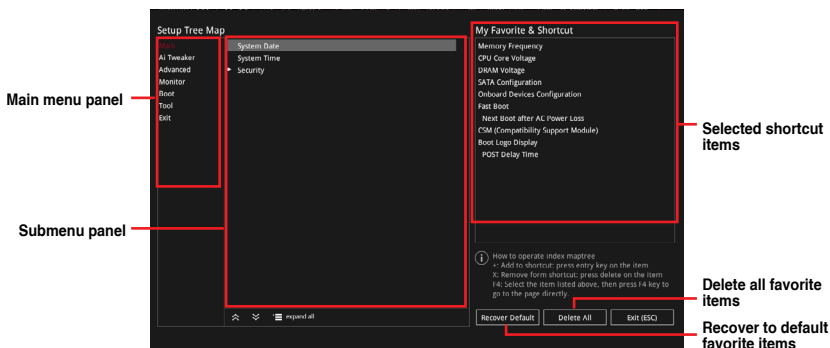 Setup Tree Map
My Favorite & Shortcut
Main
Ai Tweaker
Advanced
Monitor
Boot
Tool
Exit
System Date
System Time
Security
Memory Frequency
CPU Core Voltage
DRAM Voltage
SATA Configuration
Onboard Devices Configuration
Fast Boot
Next Boot after AC Power Loss
CSM (Compatibility Support Module)
Boot Logo Display
POST Delay Time
Main menu panel
Selected shortcut
items
Submenu panel
How to operate index maptree
+: Add to shortcut: press entry key on the item
X: Remove form shortcut: press delete on the item
F4: Select the item listed above, then press F4 key to
go to the page directly.
expand all
Recover Default
Delete All
Exit (ESC)
Delete all favorite
items
Recover to default
favorite items